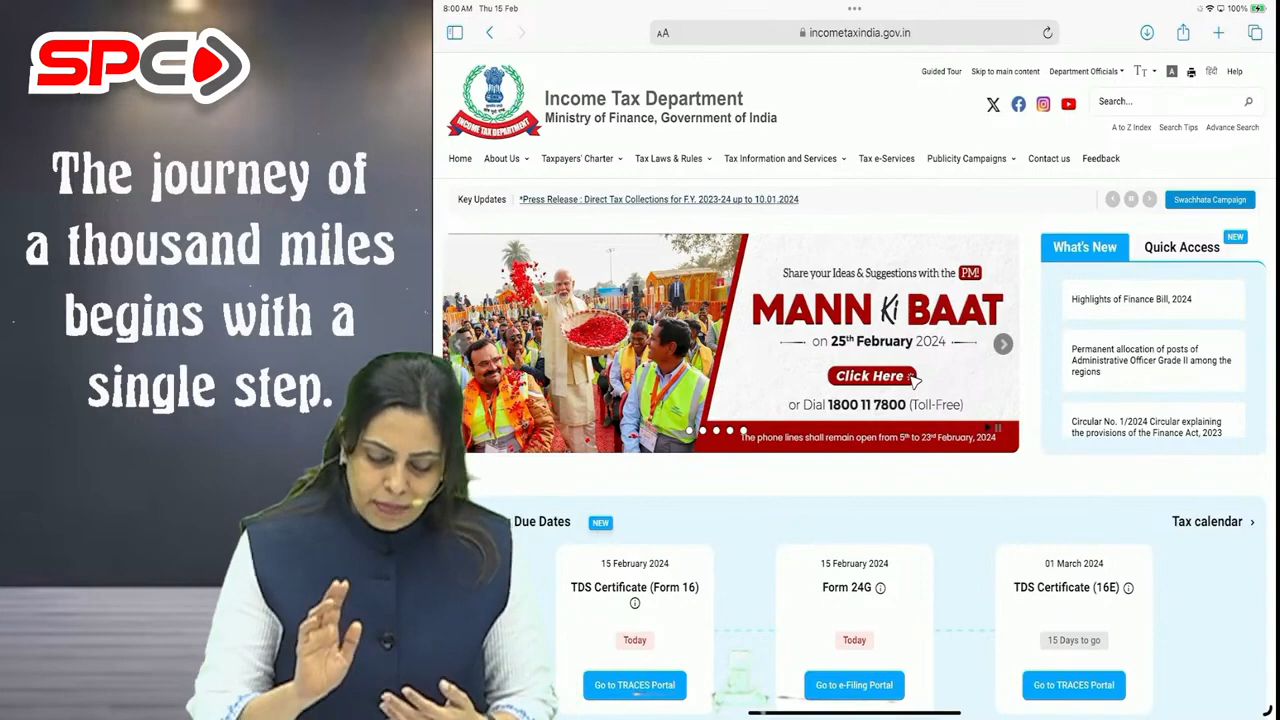 SPED
The journey of
a thousand miles
begins with a
single step.
8:00 AM Thu 15 Feb
100%
AA
incometaxindia.gov.in
Guided Tour Skip to main content Department Officials TT A हिंदी Help
INCOME TAX DEPARTMENT
Income Tax Department
Ministry of Finance, Government of India
Search...
A to Z Index Search Tips Advance Search
Home About Us Taxpayers' Charter Tax Laws & Rules Tax Information and Services Tax e-Services Publicity Campaigns Contact us Feedback
Key Updates *Press Release : Direct Tax Collections for F.Y. 2023-24 up to 10.01.2024 Swachhata Campaign
Share your Ideas & Suggestions with the PM!
MANN Ki BAAT
on 25th February 2024
Click Here
or Dial 1800 11 7800 (Toll-Free)
The phone lines shall remain open from 5th to 23rd February, 2024
What's New Quick Access NEW
Highlights of Finance Bill, 2024
Permanent allocation of posts of
Administrative Officer Grade II among the
regions
Circular No. 1/2024 Circular explaining
the provisions of the Finance Act, 2023
Due Dates NEW Tax calendar
15 February 2024
TDS Certificate (Form 16)
Today
Go to TRACES Portal
15 February 2024
Form 24G
Today
Go to e-Filing Portal
01 March 2024
TDS Certificate (16E)
15 Days to go
Go to TRACES Portal